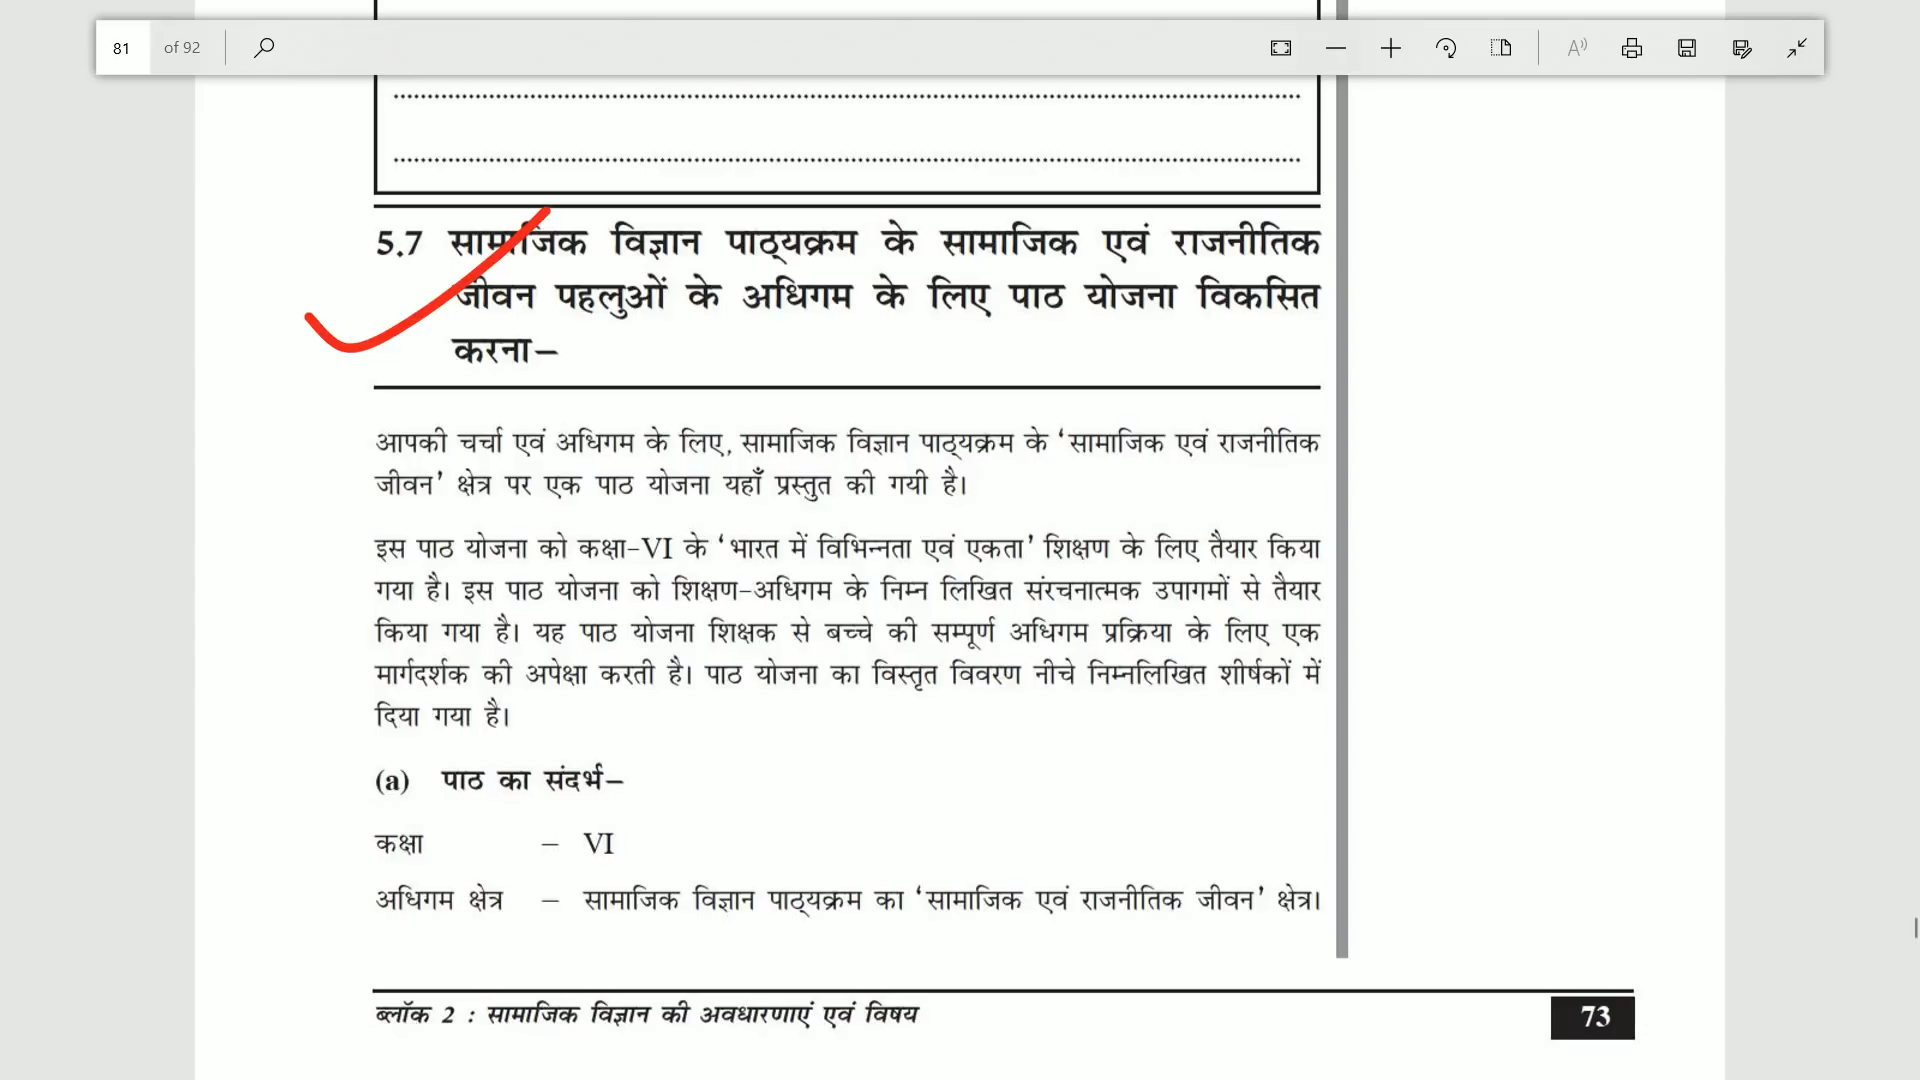 81 of 92
5.7 सामाजिक विज्ञान पाठ्यक्रम के सामाजिक एवं राजनीतिक
जीवन पहलुओं के अधिगम के लिए पाठ योजना विकसित
करना–
आपकी चर्चा एवं अधिगम के लिए, सामाजिक विज्ञान पाठ्यक्रम के ‘सामाजिक एवं राजनीतिक
जीवन’ क्षेत्र पर एक पाठ योजना यहाँ प्रस्तुत की गयी है।
इस पाठ योजना को कक्षा-VI के ‘भारत में विभिन्नता एवं एकता’ शिक्षण के लिए तैयार किया
गया है। इस पाठ योजना को शिक्षण-अधिगम के निम्न लिखित संरचनात्मक उपागमों से तैयार
किया गया है। यह पाठ योजना शिक्षक से बच्चे की सम्पूर्ण अधिगम प्रक्रिया के लिए एक
मार्गदर्शक की अपेक्षा करती है। पाठ योजना का विस्तृत विवरण नीचे निम्नलिखित शीर्षकों में
दिया गया है।
(a) पाठ का संदर्भ–
कक्षा – VI
अधिगम क्षेत्र – सामाजिक विज्ञान पाठ्यक्रम का ‘सामाजिक एवं राजनीतिक जीवन’ क्षेत्र।
ब्लॉक 2 : सामाजिक विज्ञान की अवधारणाएं एवं विषय
73